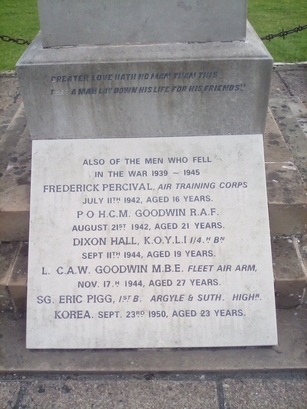 GREATER LOVE HATH NO MAN THAN THIS
A MAN LAY DOWN HIS LIFE FOR HIS FRIENDS."
ALSO OF THE MEN WHO FELL
IN THE WAR 1939 – 1945
FREDERICK PERCIVAL, AIR TRAINING CORPS
JULY 11TH 1942, AGED 16 YEARS.
P O H.C.M. GOODWIN R.A.F.
AUGUST 21ST 1942, AGED 21 YEARS.
DIXON HALL, K.O.Y.L.I 1/4TH BN
SEPT 11TH 1944, AGED 19 YEARS.
L. C.A.W. GOODWIN M.B.E. FLEET AIR ARM,
NOV. 17TH 1944, AGED 27 YEARS.
SG. ERIC PIGG, 1ST B. ARGYLE & SUTH. HIGHRS.
KOREA. SEPT. 23RD 1950, AGED 23 YEARS.